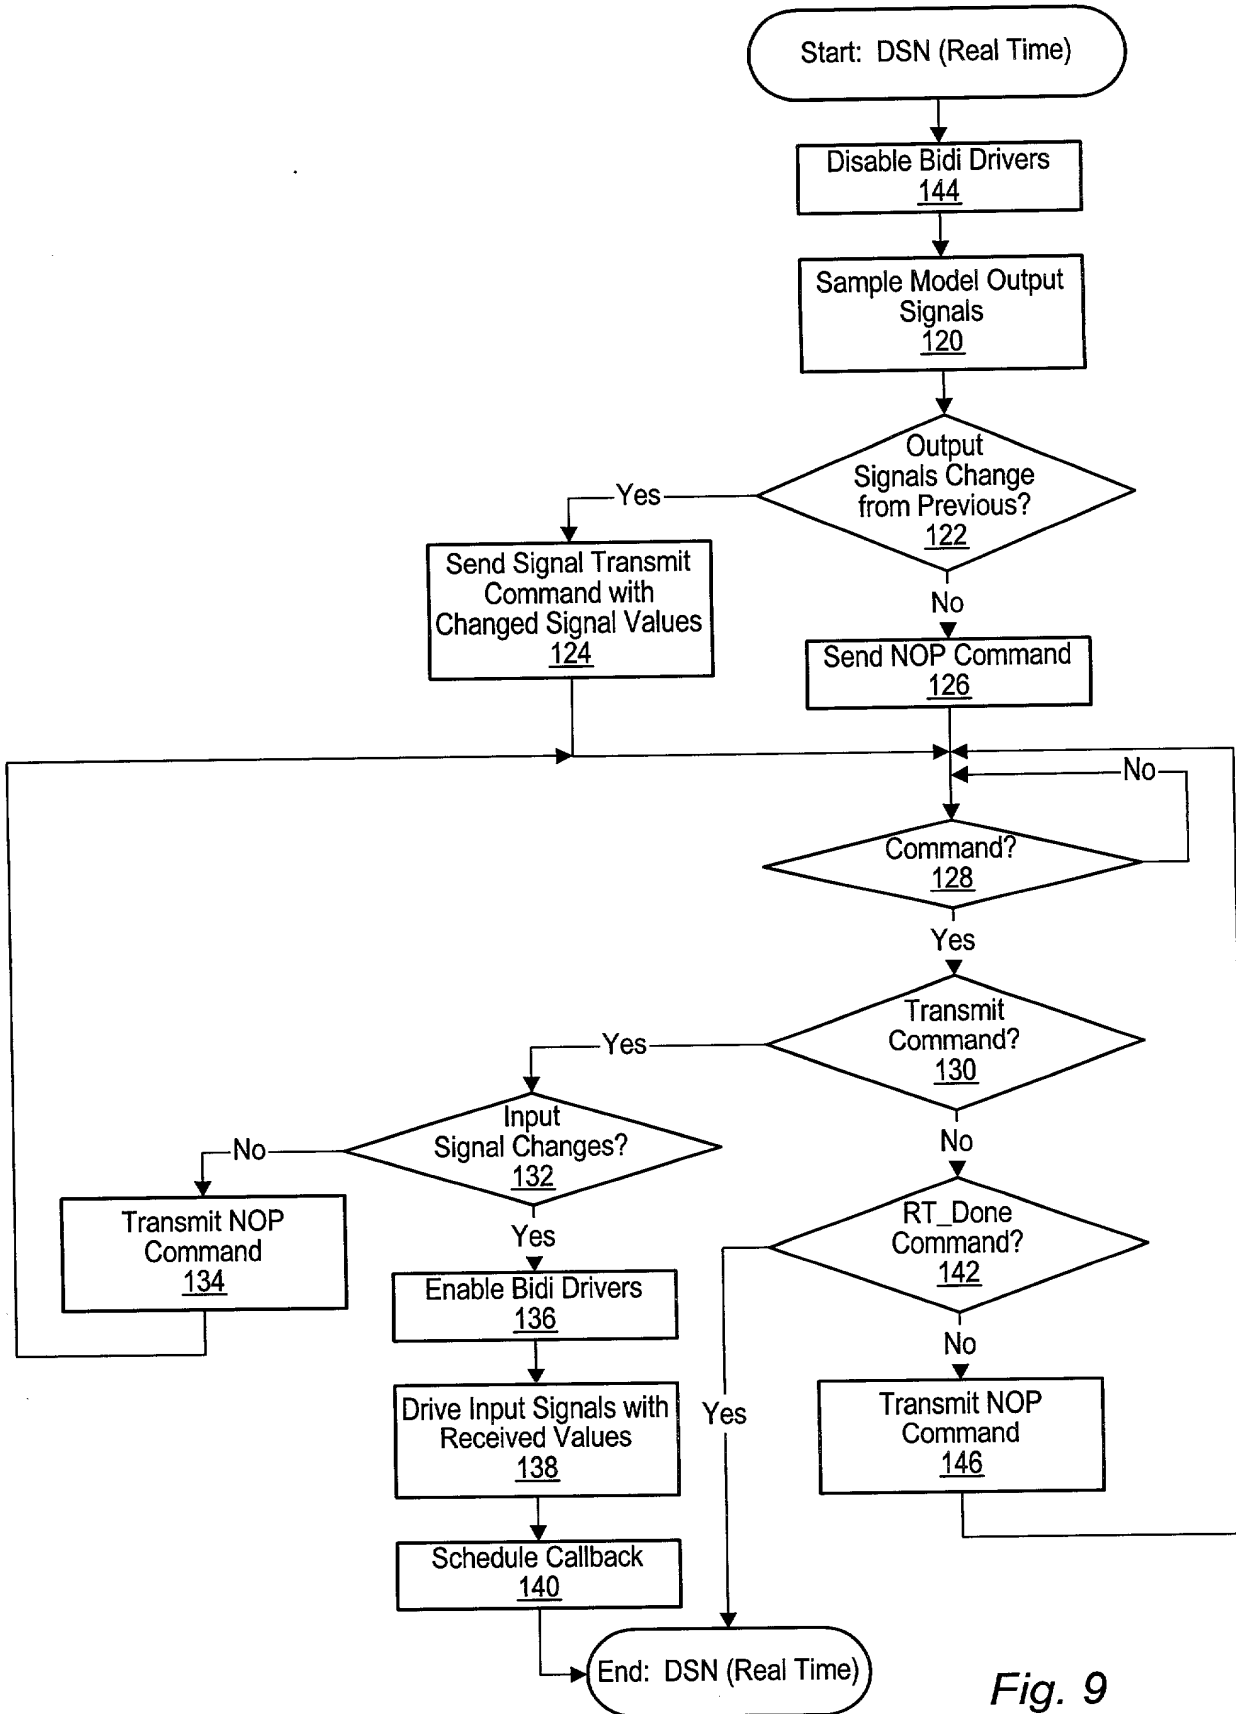 Start: DSN (Real Time)
Disable Bidi Drivers
144
Sample Model Output
Signals
120
Output
Signals Change
from Previous?
122
Yes
Send Signal Transmit
Command with
Changed Signal Values
124
No
Send NOP Command
126
No
Command?
128
Yes
Transmit
Command?
130
Yes
Input
Signal Changes?
132
No
No
Transmit NOP
Command
134
Yes
RT_Done
Command?
142
Enable Bidi Drivers
136
No
Drive Input Signals with
Received Values
138
Yes
Transmit NOP
Command
146
Schedule Callback
140
End: DSN (Real Time)
Fig. 9